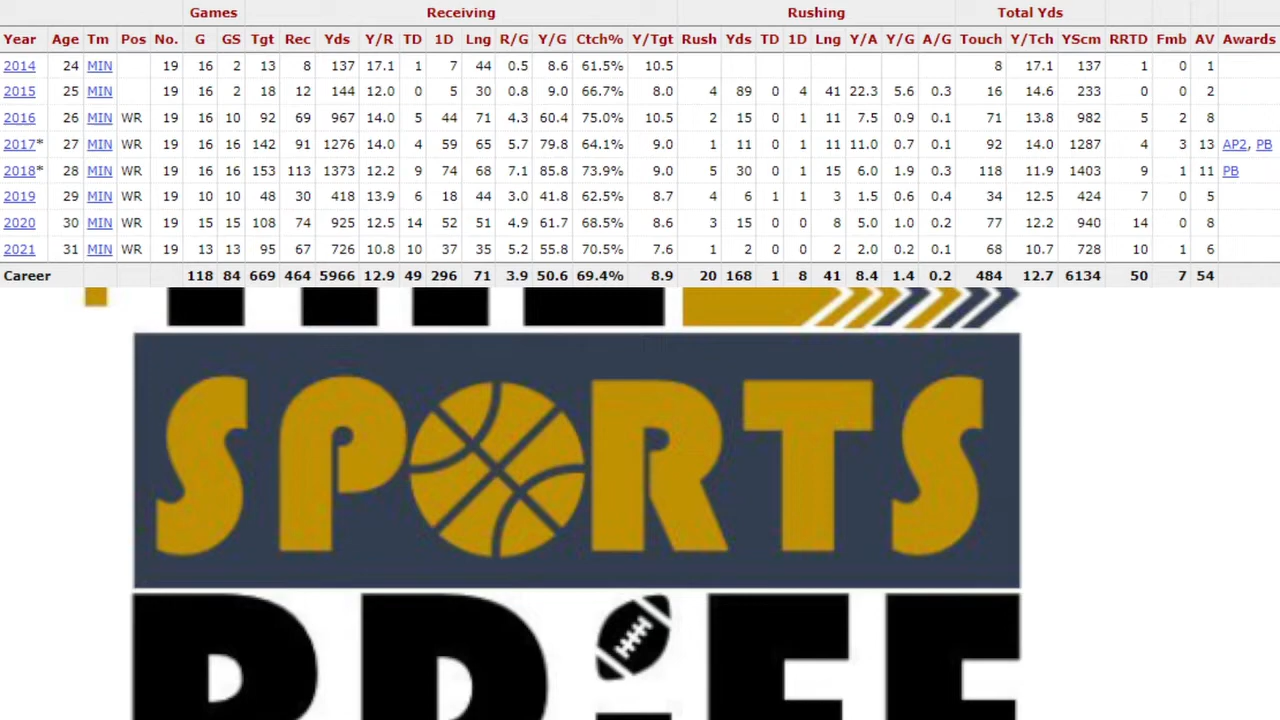 Games Receiving Rushing Total Yds
Year Age Tm Pos No. G GS Tgt Rec Yds Y/R TD 1D Lng R/G Y/G Ctch% Y/Tgt Rush Yds TD 1D Lng Y/A Y/G A/G Touch Y/Tch YScm RRTD Fmb AV Awards
2014 24 MIN 19 16 2 13 8 137 17.1 1 7 44 0.5 8.6 61.5% 10.5 8 17.1 137 1 0 1
2015 25 MIN 19 16 2 18 12 144 12.0 0 5 30 0.8 9.0 66.7% 8.0 4 89 0 4 41 22.3 5.6 0.3 16 14.6 233 0 0 2
2016 26 MIN WR 19 16 10 92 69 967 14.0 5 44 71 4.3 60.4 75.0% 10.5 2 15 0 1 11 7.5 0.9 0.1 71 13.8 982 5 2 8
2017* 27 MIN WR 19 16 16 142 91 1276 14.0 4 59 65 5.7 79.8 64.1% 9.0 1 11 0 1 11 11.0 0.7 0.1 92 14.0 1287 4 3 13 AP2, PB
2018* 28 MIN WR 19 16 16 153 113 1373 12.2 9 74 68 7.1 85.8 73.9% 9.0 5 30 0 1 15 6.0 1.9 0.3 118 11.9 1403 9 1 11 PB
2019 29 MIN WR 19 10 10 48 30 418 13.9 6 18 44 3.0 41.8 62.5% 8.7 4 6 1 1 3 1.5 0.6 0.4 34 12.5 424 7 0 5
2020 30 MIN WR 19 15 15 108 74 925 12.5 14 52 51 4.9 61.7 68.5% 8.6 3 15 0 0 8 5.0 1.0 0.2 77 12.2 940 14 0 8
2021 31 MIN WR 19 13 13 95 67 726 10.8 10 37 35 5.2 55.8 70.5% 7.6 1 2 0 0 2 2.0 0.2 0.1 68 10.7 728 10 1 6
Career 118 84 669 464 5966 12.9 49 296 71 3.9 50.6 69.4% 8.9 20 168 1 8 41 8.4 1.4 0.2 484 12.7 6134 50 7 54
SPORTS